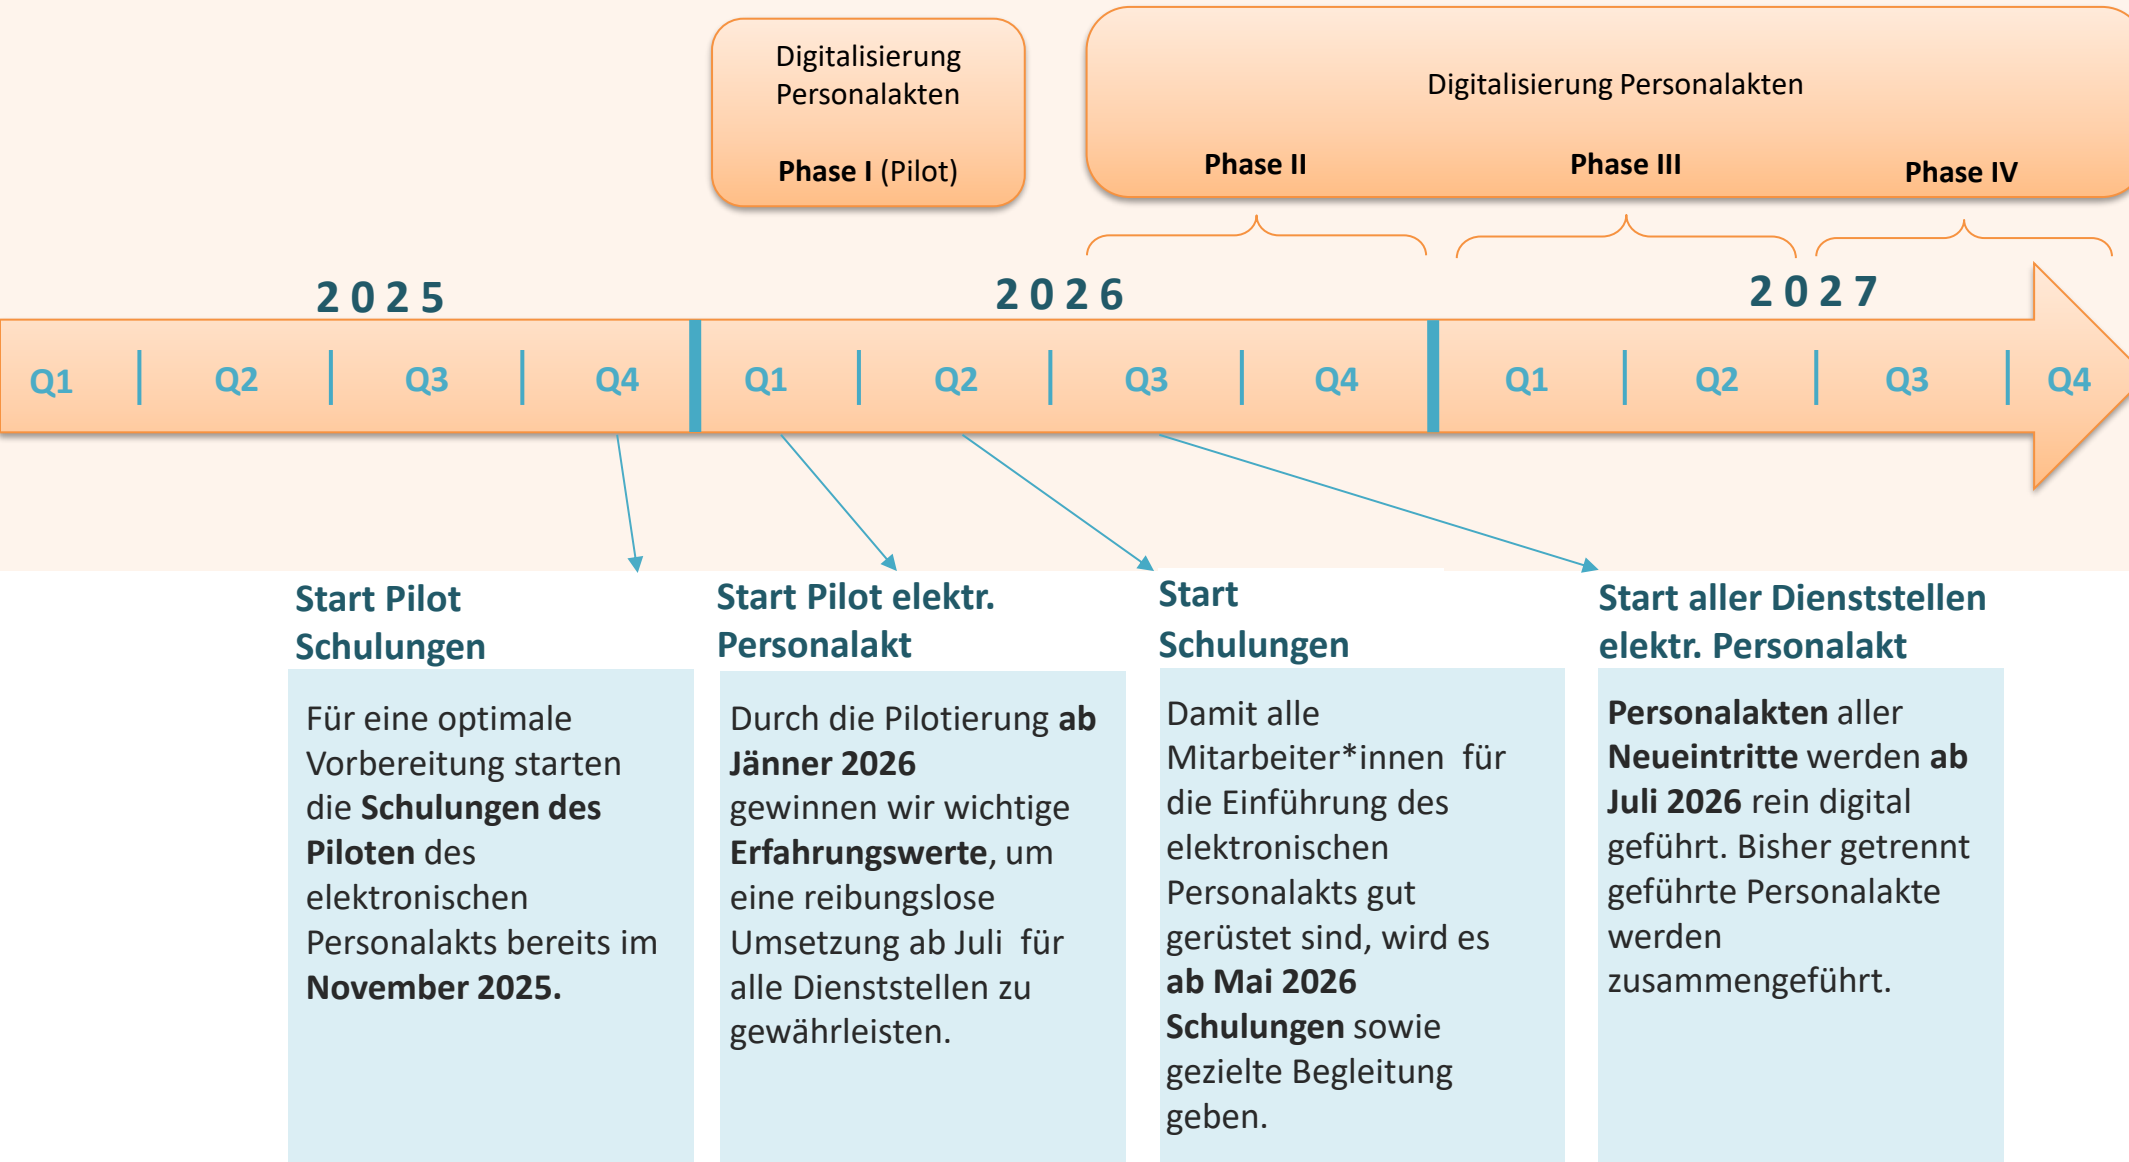 Digitalisierung
Personalakten
Phase I (Pilot)
Digitalisierung Personalakten
Phase II
Phase III
Phase IV
2025
2026
2027
Q1
Q2
Q3
Q4
Q1
Q2
Q3
Q4
Q1
Q2
Q3
Q4
Start Pilot
Schulungen
Für eine optimale
Vorbereitung starten
die Schulungen des
Piloten des
elektronischen
Personalakts bereits im
November 2025.
Start Pilot elektr.
Personalakt
Durch die Pilotierung ab
Jänner 2026
gewinnen wir wichtige
Erfahrungswerte, um
eine reibungslose
Umsetzung ab Juli für
alle Dienststellen zu
gewährleisten.
Start
Schulungen
Damit alle
Mitarbeiter*innen für
die Einführung des
elektronischen
Personalakts gut
gerüstet sind, wird es
ab Mai 2026
Schulungen sowie
gezielte Begleitung
geben.
Start aller Dienststellen
elektr. Personalakt
Personalakten aller
Neueintritte werden ab
Juli 2026 rein digital
geführt. Bisher getrennt
geführte Personalakte
werden
zusammengeführt.